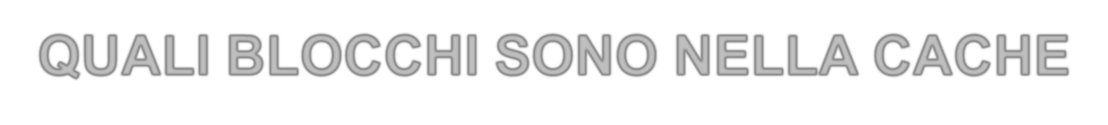 QUALI BLOCCHI SONO NELLA CACHE